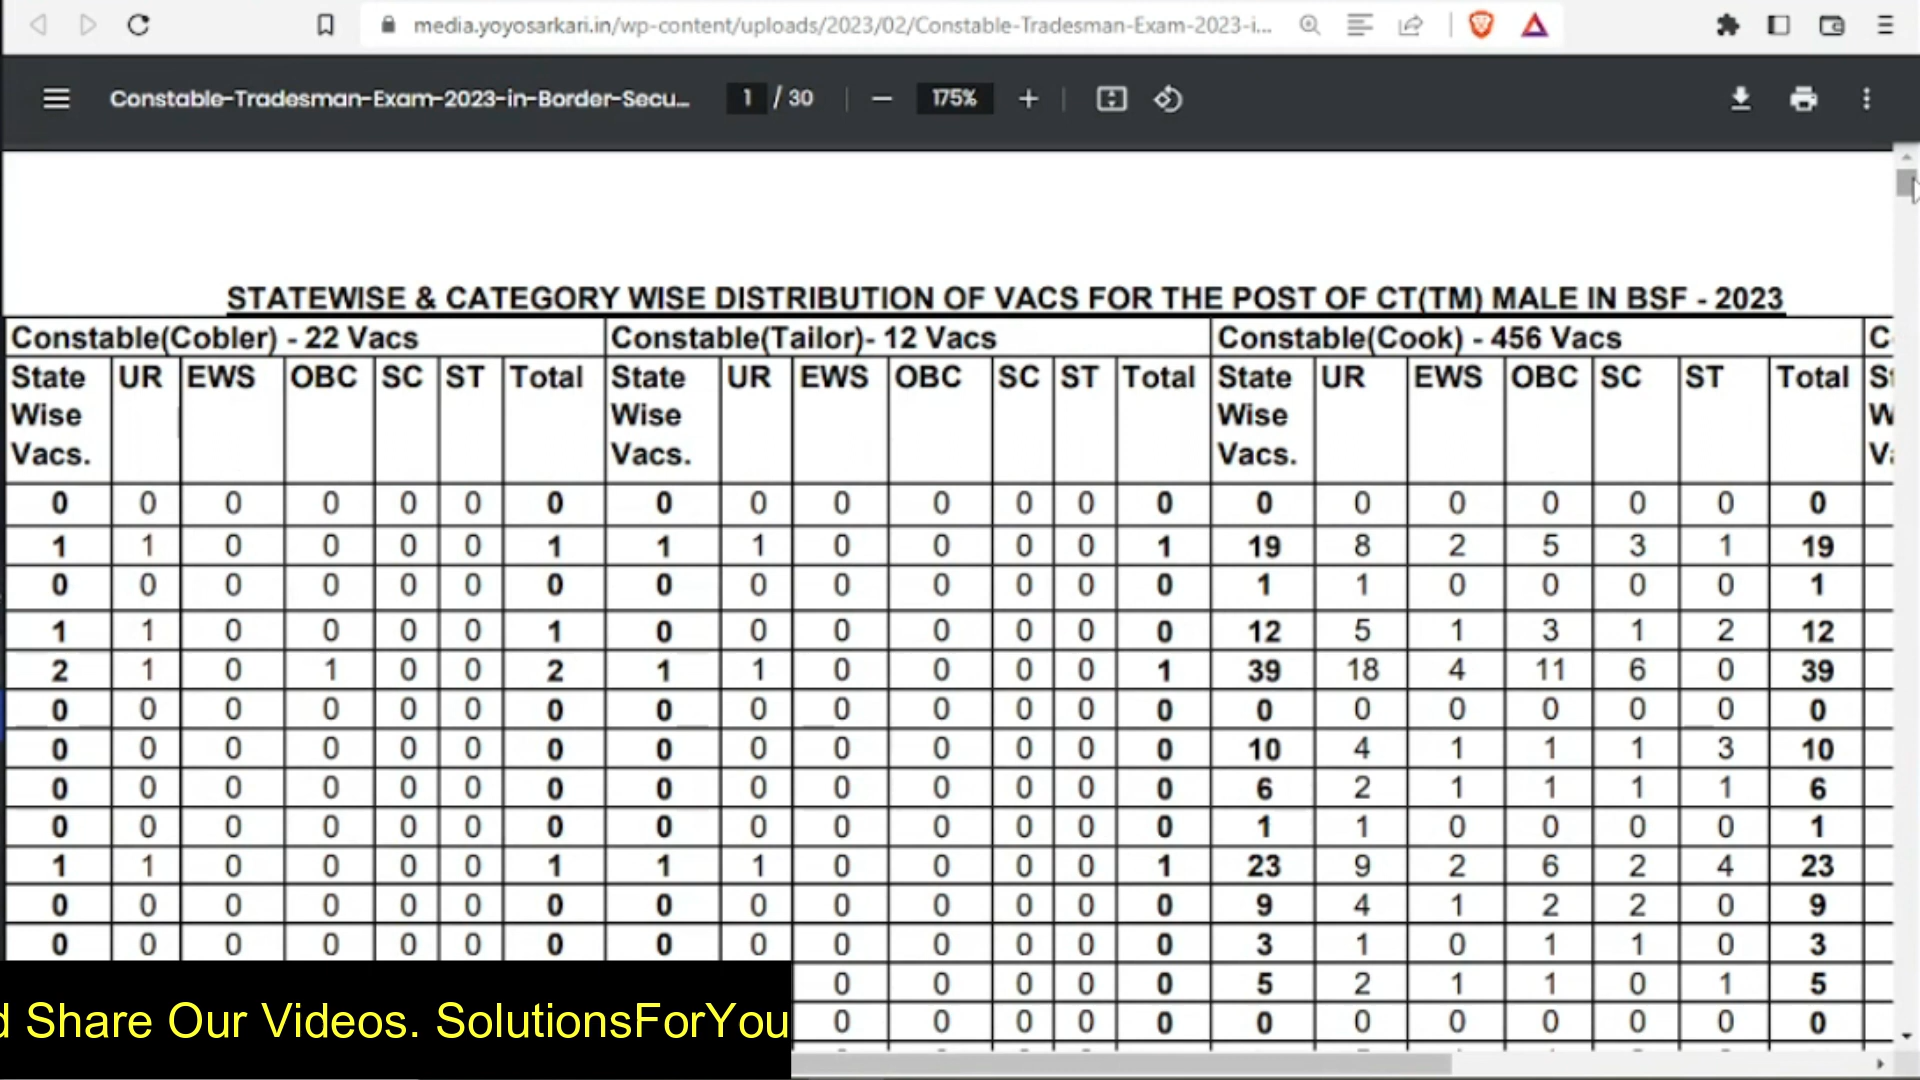 media.yoyosarkari.in/wp-content/uploads/2023/02/Constable-Tradesman-Exam-2023-i...
Constable-Tradesman-Exam-2023-in-Border-Secu... 1 / 30 175%
STATEWISE & CATEGORY WISE DISTRIBUTION OF VACS FOR THE POST OF CT(TM) MALE IN BSF - 2023
Constable(Cobler) - 22 Vacs Constable(Tailor)- 12 Vacs Constable(Cook) - 456 Vacs C
State UR EWS OBC SC ST Total State UR EWS OBC SC ST Total State UR EWS OBC SC ST Total
Wise Wise Wise
Vacs. Vacs. Vacs.
0 0 0 0 0 0 0 0 0 0 0 0 0 0 0 0 0 0 0 0 0
1 1 0 0 0 0 1 1 1 0 0 0 0 1 19 8 2 5 3 1 19
0 0 0 0 0 0 0 0 0 0 0 0 0 0 1 1 0 0 0 0 1
1 1 0 0 0 0 1 0 0 0 0 0 0 0 12 5 1 3 1 2 12
2 1 0 1 0 0 2 1 1 0 0 0 0 1 39 18 4 11 6 0 39
0 0 0 0 0 0 0 0 0 0 0 0 0 0 0 0 0 0 0 0 0
0 0 0 0 0 0 0 0 0 0 0 0 0 0 10 4 1 1 1 3 10
0 0 0 0 0 0 0 0 0 0 0 0 0 0 6 2 1 1 1 1 6
0 0 0 0 0 0 0 0 0 0 0 0 0 0 1 1 0 0 0 0 1
1 1 0 0 0 0 1 1 1 0 0 0 0 1 23 9 2 6 2 4 23
0 0 0 0 0 0 0 0 0 0 0 0 0 0 9 4 1 2 2 0 9
0 0 0 0 0 0 0 0 0 0 0 0 0 0 3 1 0 1 1 0 3
0 0 0 0 0 5 2 1 1 0 1 5
0 0 0 0 0 0 0 0 0 0 0 0
d Share Our Videos. SolutionsForYou